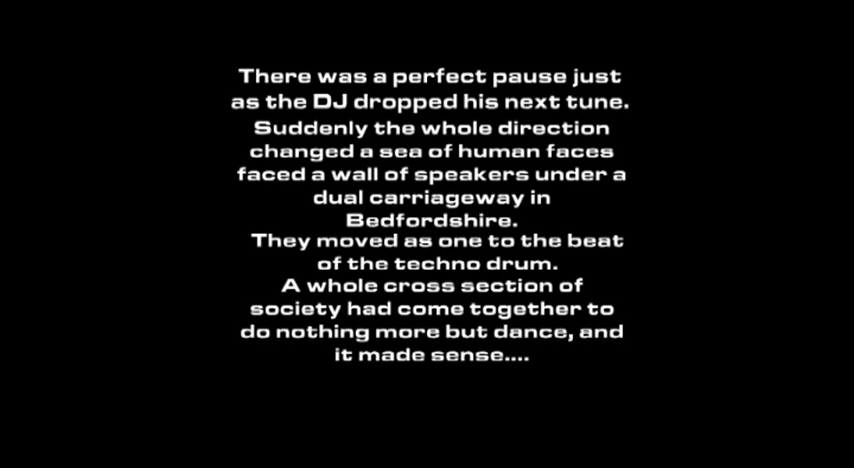 There was a perfect pause just
as the DJ dropped his next tune.
Suddenly the whole direction
changed a sea of human faces
faced a wall of speakers under a
dual carriageway in
Bedfordshire.
They moved as one to the beat
of the techno drum.
A whole cross section of
society had come together to
do nothing more but dance, and
it made sense....